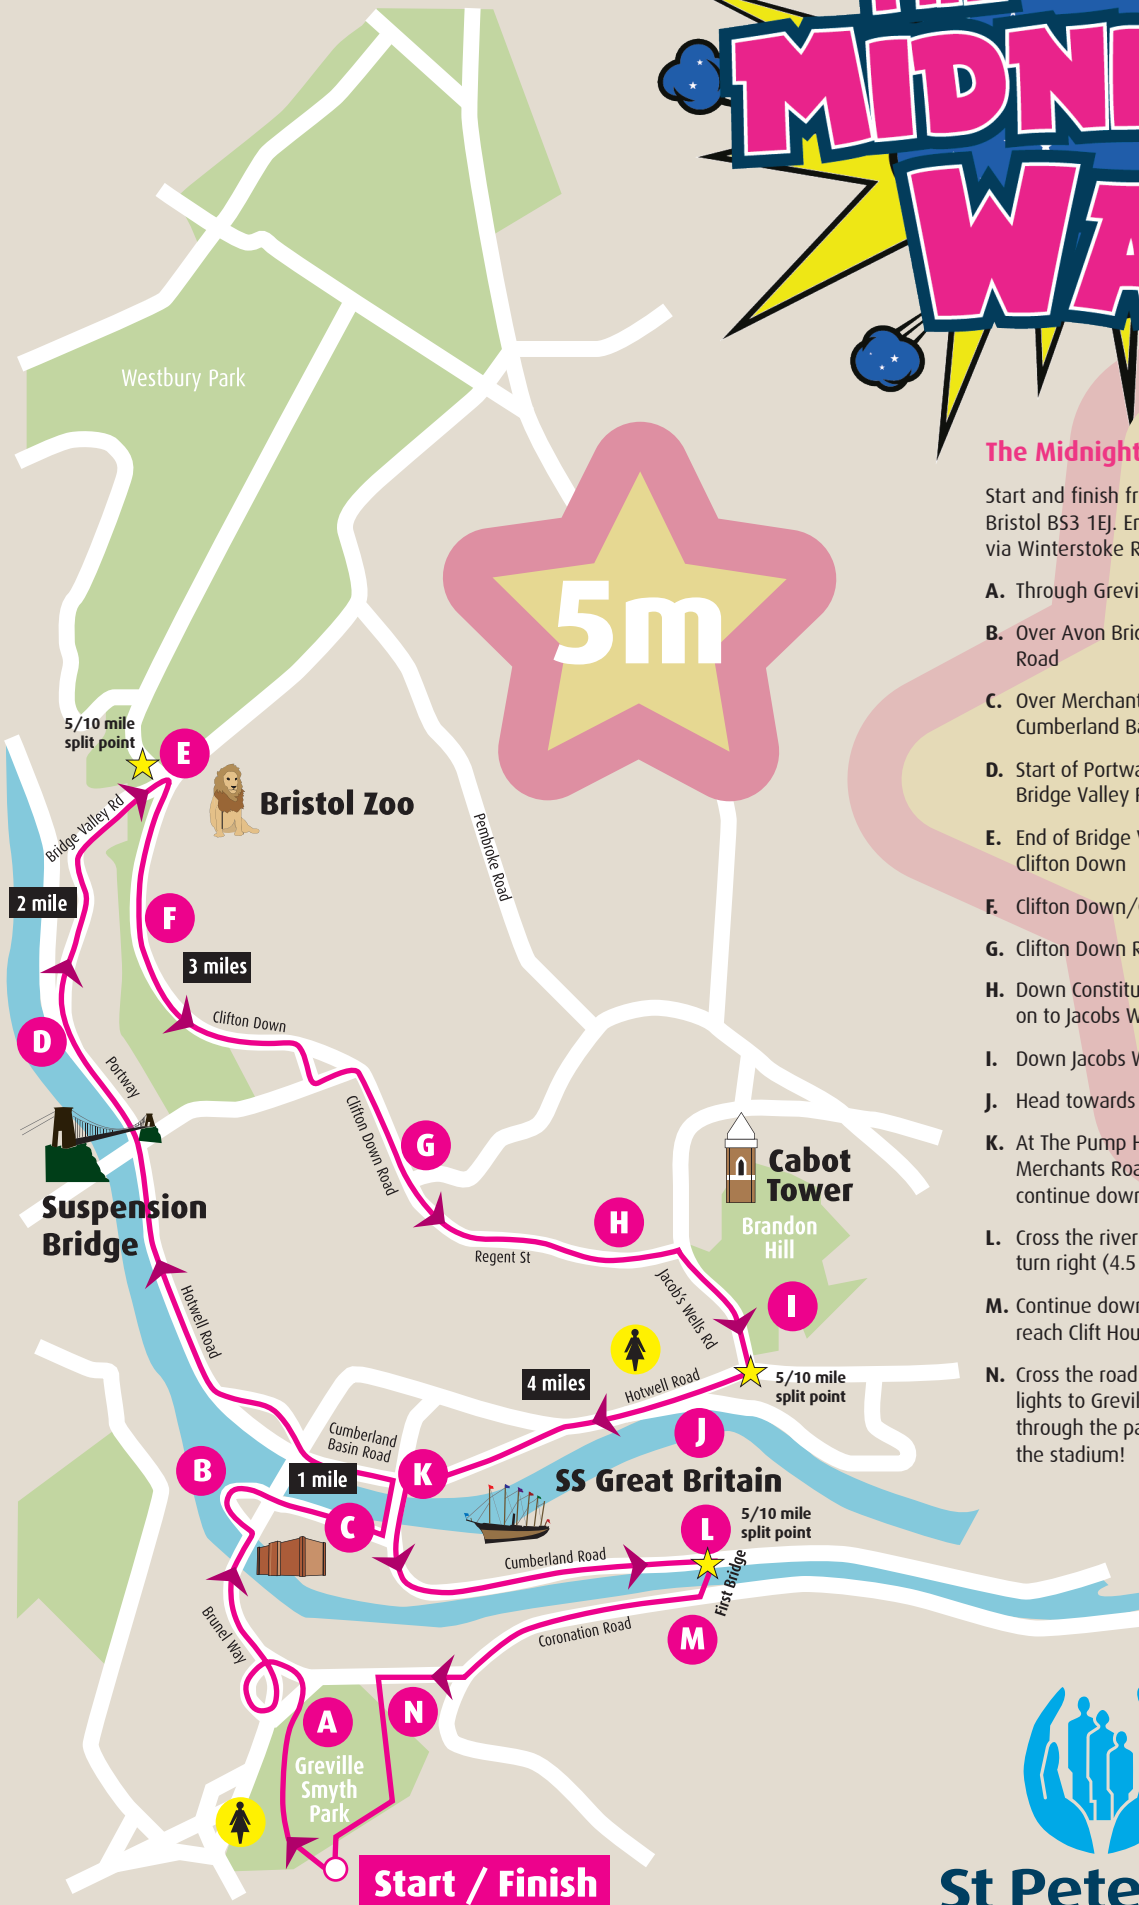 MIDN
WA
Westbury Park
5m
5/10 mile
split point
E
Bristol Zoo
Bridge Valley Rd
2 mile
F
3 miles
Pembroke Road
D
Clifton Down
Portway
Clifton Down Road
G
Suspension
Bridge
H
Cabot
Tower
Brandon
Hill
Regent St
Jacob's Wells Rd
I
Hotwell Road
4 miles
Hotwell Road
5/10 mile
split point
J
Cumberland
Basin Road
B
1 mile
K
SS Great Britain
C
L
5/10 mile
split point
Cumberland Road
First Bridge
Brunel Way
Coronation Road
M
A
N
Greville
Smyth
Park
Start / Finish
The Midnight
Start and finish fr
Bristol BS3 1EJ. En
via Winterstoke R
A. Through Grevi
B. Over Avon Brid
Road
C. Over Merchant
Cumberland Ba
D. Start of Portwa
Bridge Valley R
E. End of Bridge V
Clifton Down
F. Clifton Down/
G. Clifton Down R
H. Down Constitu
on to Jacobs W
I. Down Jacobs W
J. Head towards
K. At The Pump H
Merchants Roa
continue down
L. Cross the river
turn right (4.5
M. Continue down
reach Clift Hou
N. Cross the road
lights to Grevil
through the pa
the stadium!
St Pete